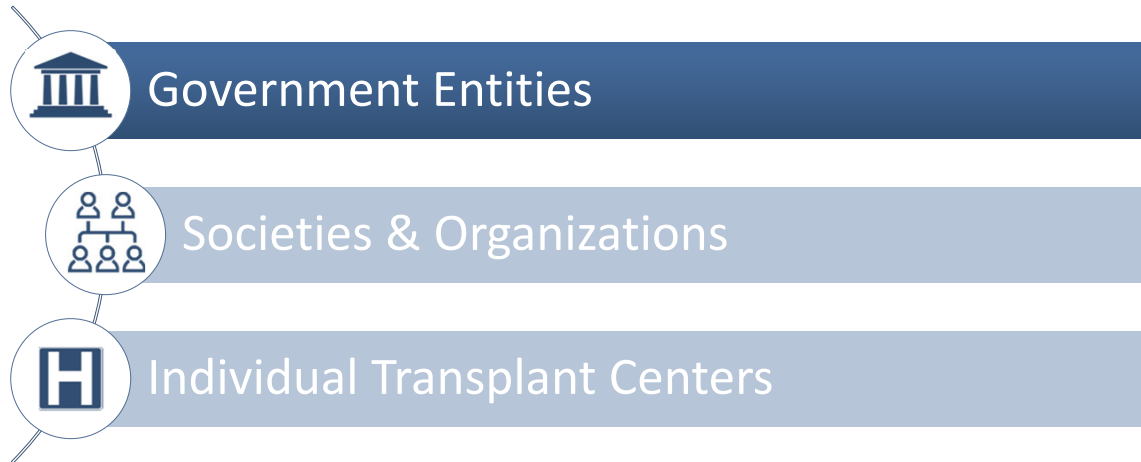 Government Entities
Societies & Organizations
H
Individual Transplant Centers